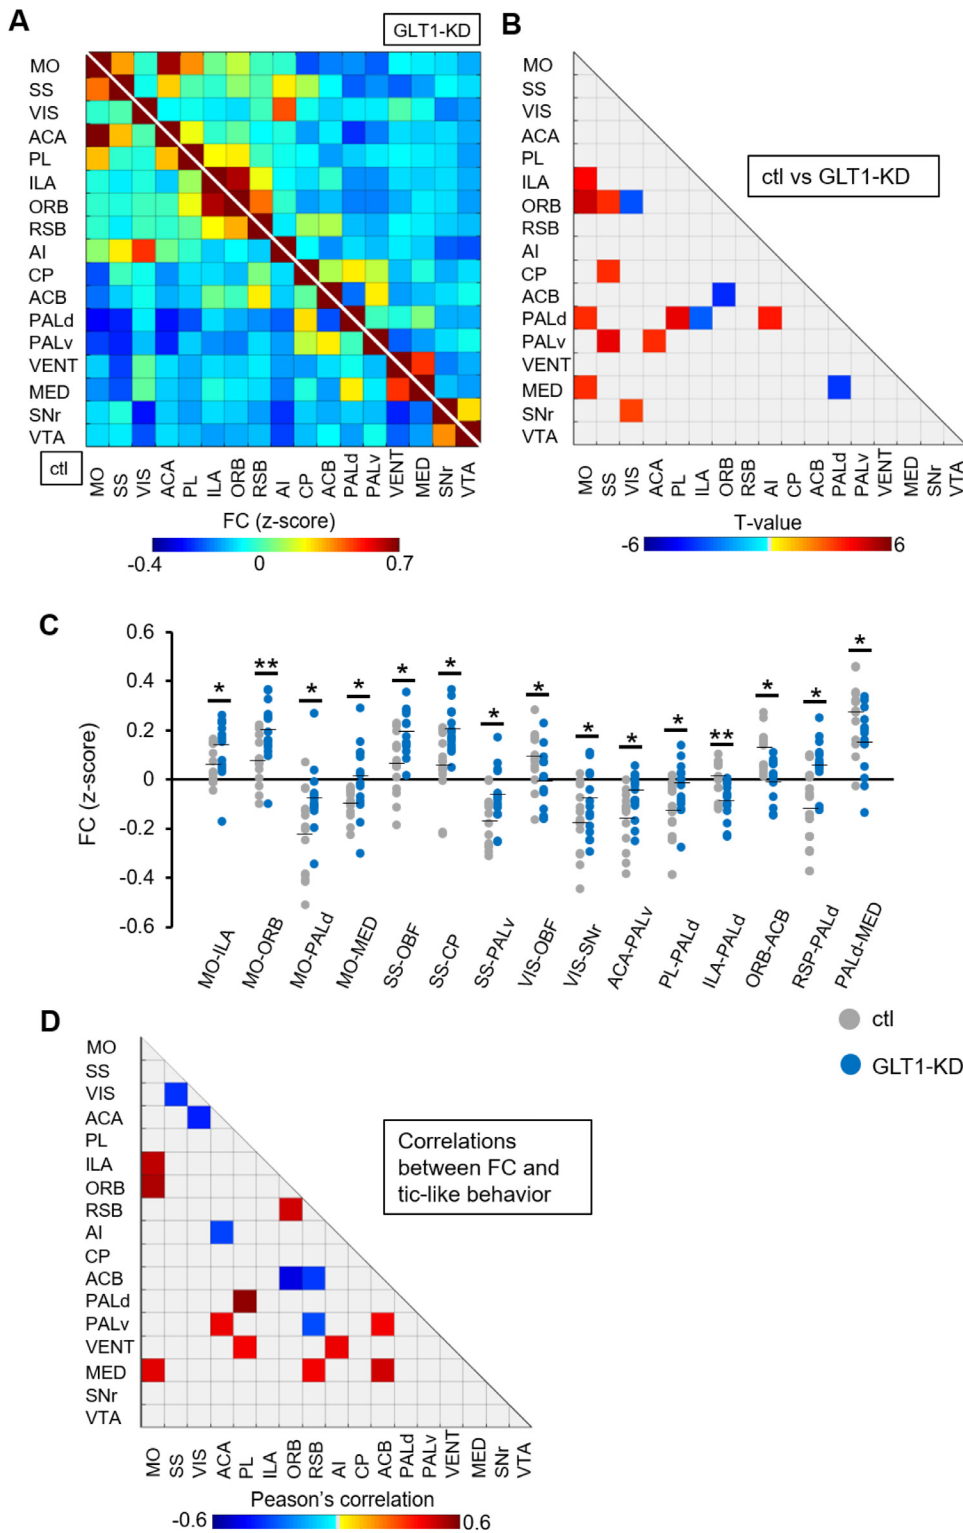 A
GLT1-KD
MO
SS
VIS
ACA
PL
ILA
ORB
RSB
AI
CP
ACB
PALd
PALv
VENT
MED
SNr
VTA
ctl
MO SS VIS ACA PL ILA ORB RSB AI CP ACB PALd PALv VENT MED SNr VTA
FC (z-score)
-0.4 0 0.7
B
MO
SS
VIS
ACA
PL
ILA
ORB
RSB
AI
CP
ACB
PALd
PALv
VENT
MED
SNr
VTA
ctl vs GLT1-KD
MO SS VIS ACA PL ILA ORB RSB AI CP ACB PALd PALv VENT MED SNr VTA
T-value
-6 6
C
FC (z-score)
0.6
0.4
0.2
0
-0.2
-0.4
-0.6
* ** * * * * * * * * * ** * * *
MO-ILA MO-ORB MO-PALd MO-MED SS-OBF SS-CP SS-PALv VIS-OBF VIS-SNr ACA-PALv PL-PALd ILA-PALd ORB-ACB RSP-PALd PALd-MED
ctl
GLT1-KD
D
MO
SS
VIS
ACA
PL
ILA
ORB
RSB
AI
CP
ACB
PALd
PALv
VENT
MED
SNr
VTA
Correlations
between FC and
tic-like behavior
MO SS VIS ACA PL ILA ORB RSB AI CP ACB PALd PALv VENT MED SNr VTA
Peason's correlation
-0.6 0.6